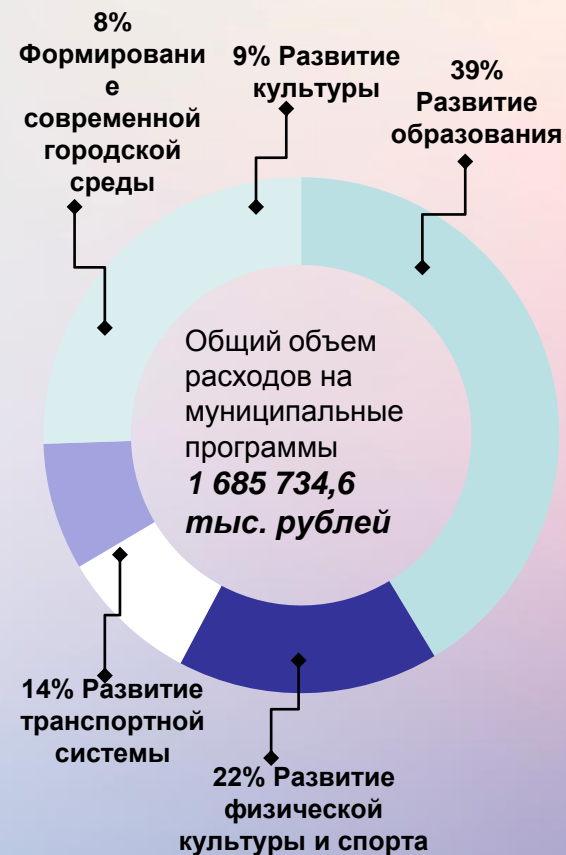 8%
Формировани
е
современной
городской
среды
9% Развитие
культуры
39%
Развитие
образования
Общий объем
расходов на
муниципальные
программы
1 685 734,6
тыс. рублей
14% Развитие
транспортной
системы
22% Развитие
физической
культуры и спорта